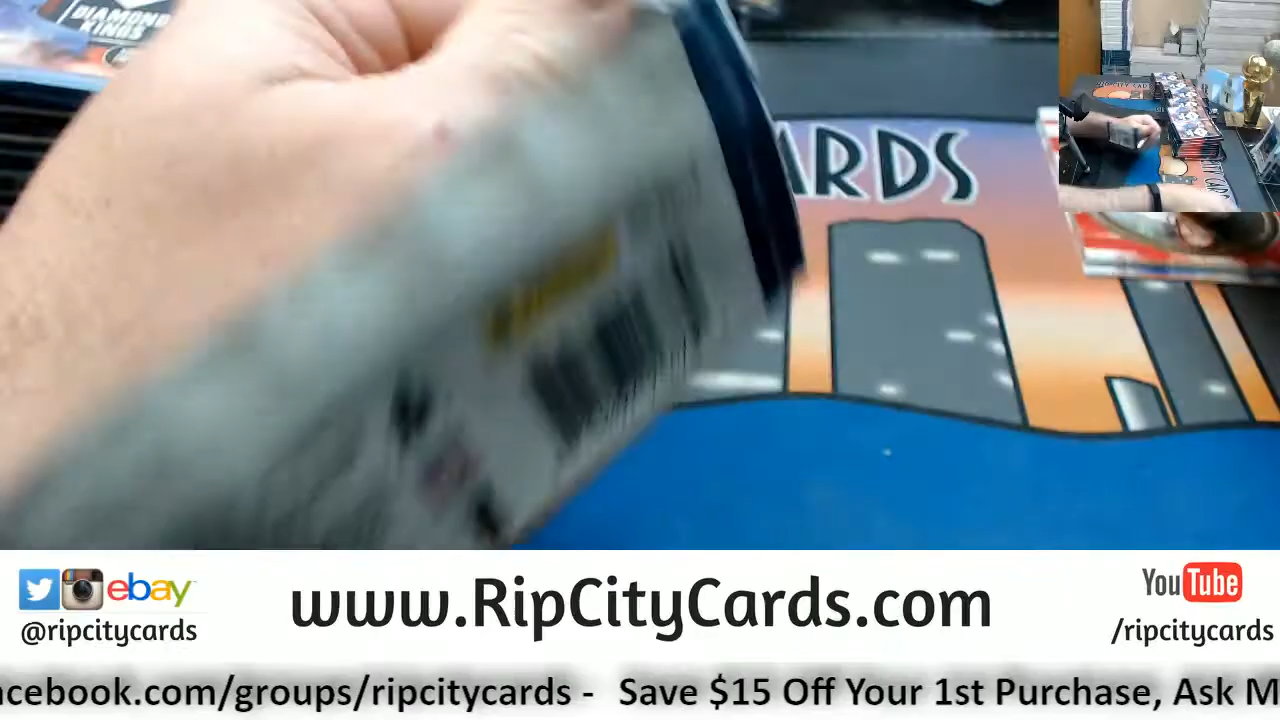 DIAMOND
KINGS
ARDS
ebay
@ripcitycards
www.RipCityCards.com
YouTube
/ripcitycards
acebook.com/groups/ripcitycards - Save $15 Off Your 1st Purchase, Ask M